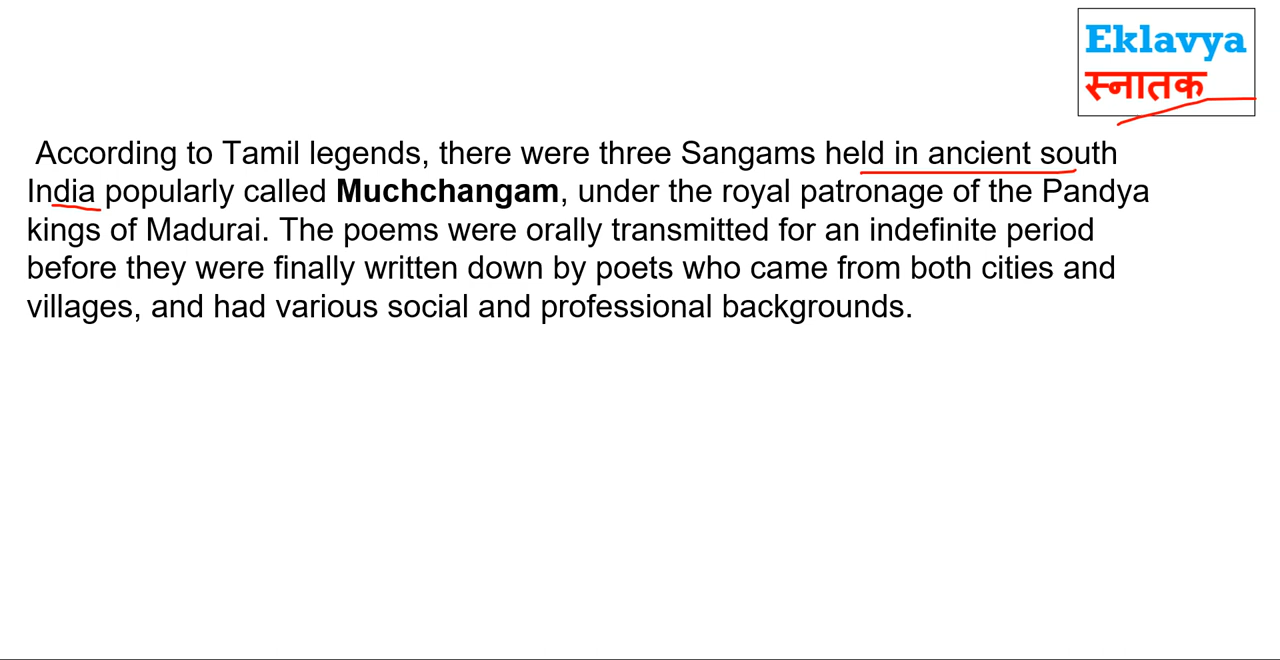 Eklavya
स्नातक
According to Tamil legends, there were three Sangams held in ancient south
India popularly called Muchchangam, under the royal patronage of the Pandya
kings of Madurai. The poems were orally transmitted for an indefinite period
before they were finally written down by poets who came from both cities and
villages, and had various social and professional backgrounds.